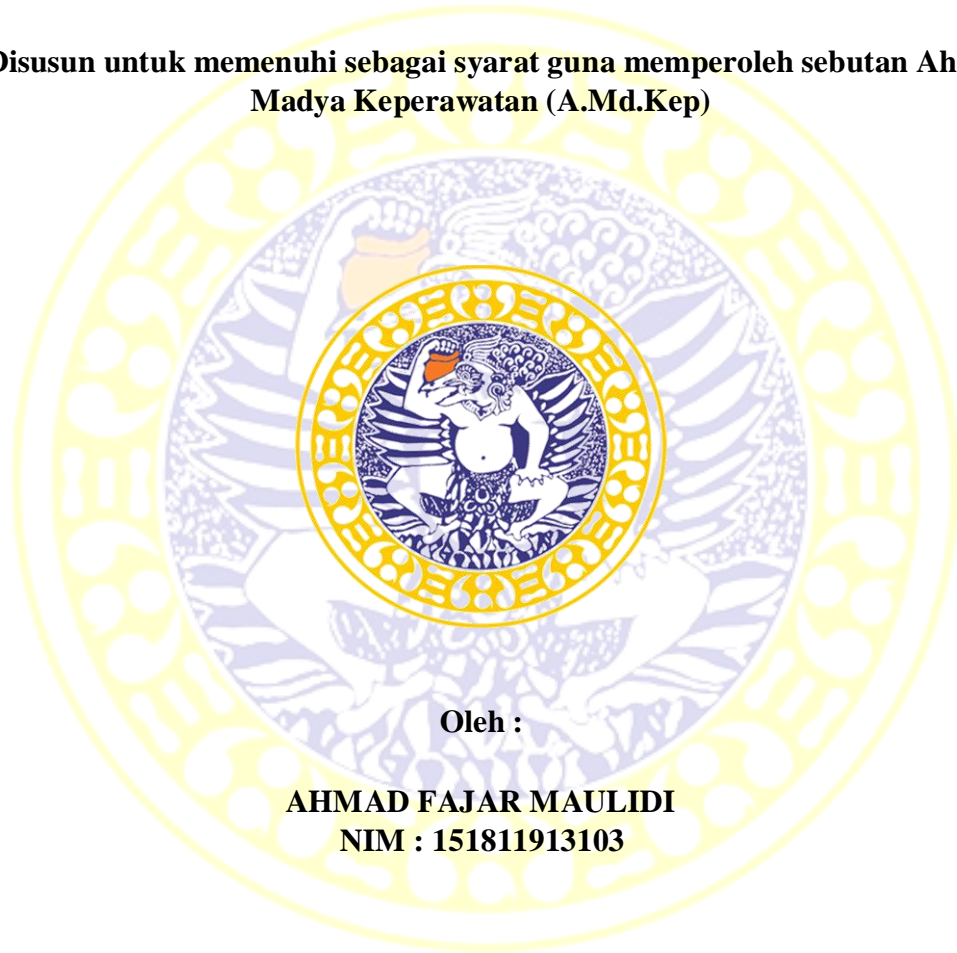 Disusun untuk memenuhi sebagai syarat guna memperoleh sebutan Ah
Madya Keperawatan (A.Md.Kep)
Oleh :
AHMAD FAJAR MAULIDI
NIM : 151811913103